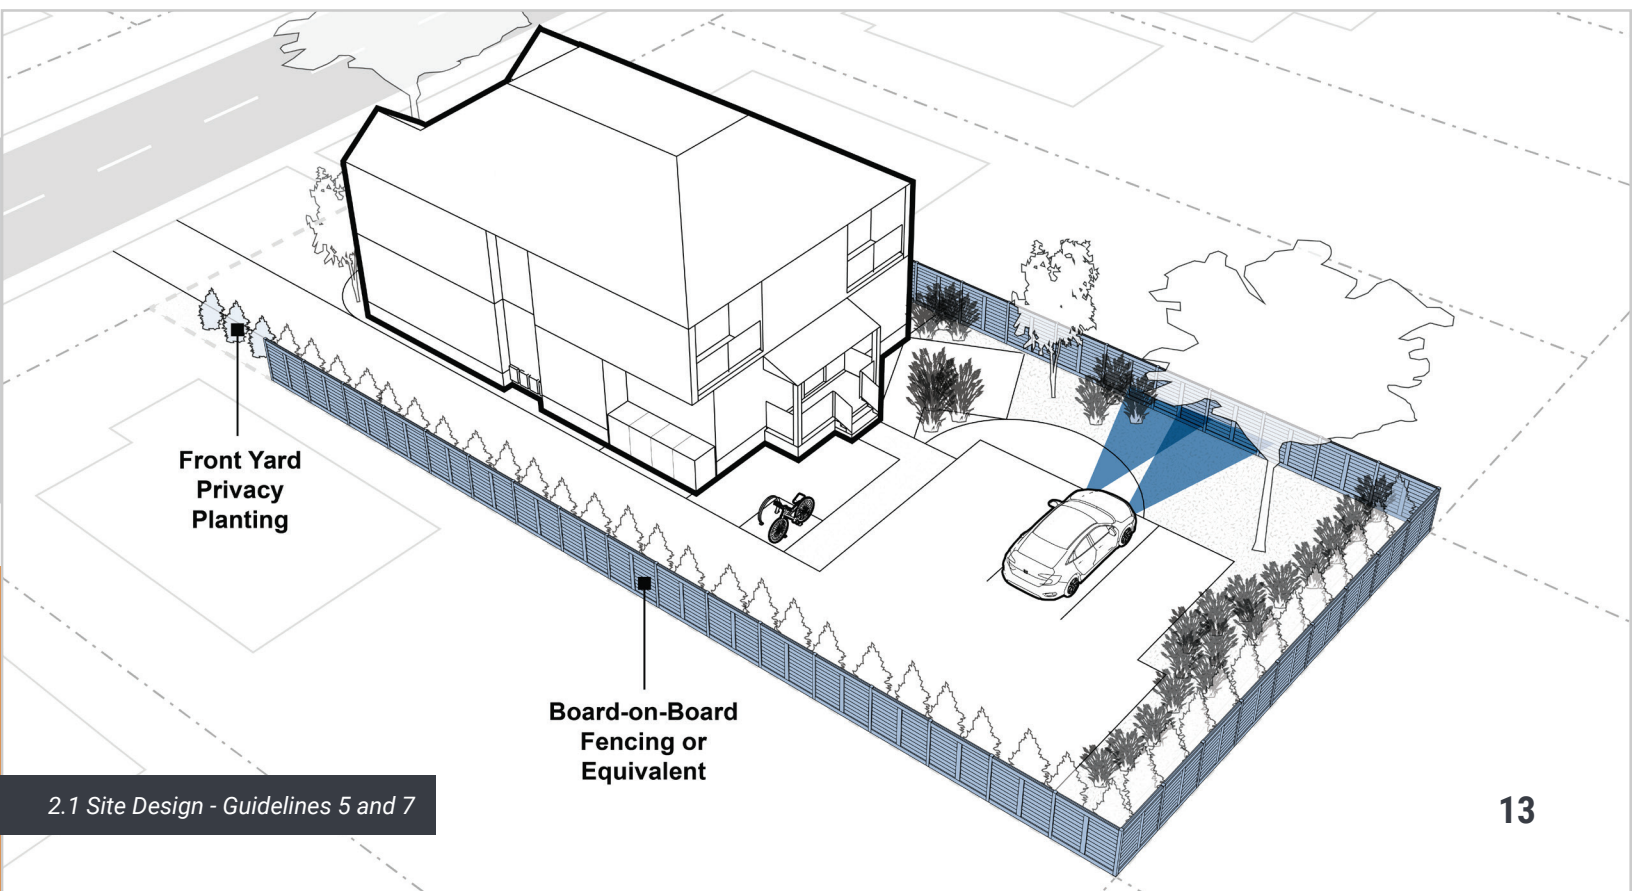 Front Yard
Privacy
Planting
Board-on-Board
Fencing or
Equivalent
2.1 Site Design - Guidelines 5 and 7
13